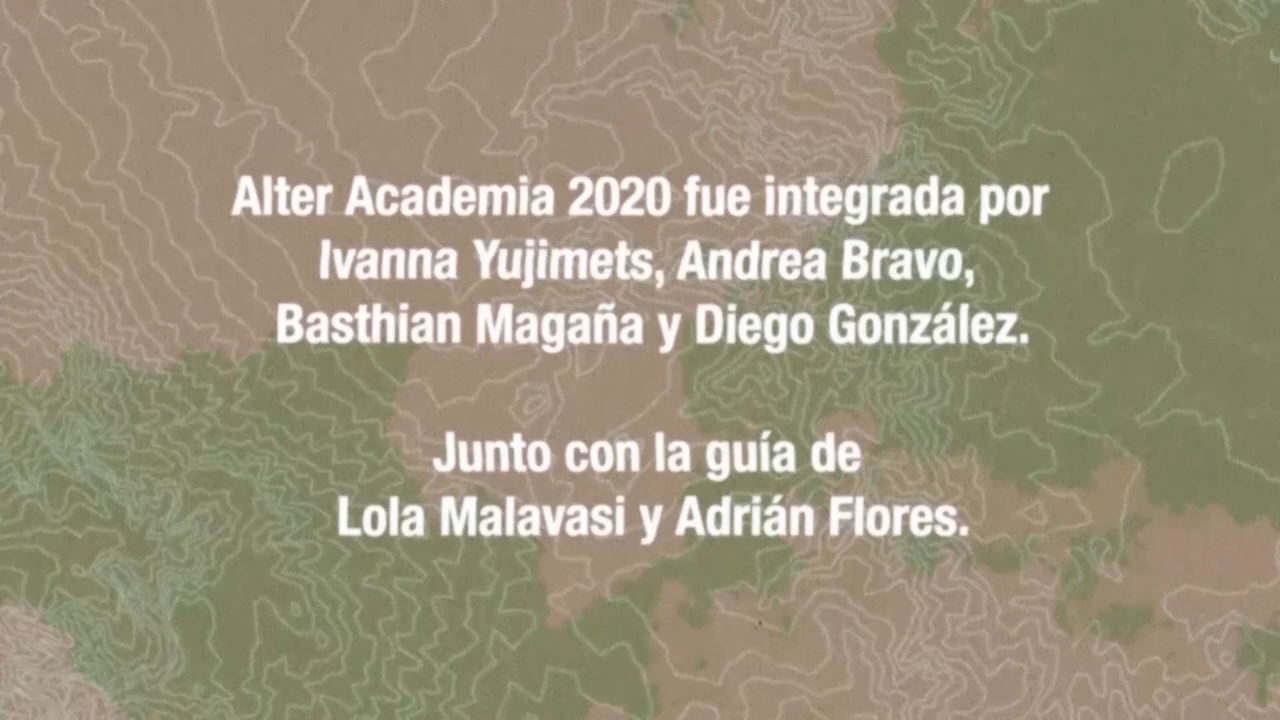 Alter Academia 2020 fue integrada por
Ivanna Yujimets, Andrea Bravo,
Basthian Magaña y Diego González.
Junto con la guía de
Lola Malavasi y Adrián Flores.